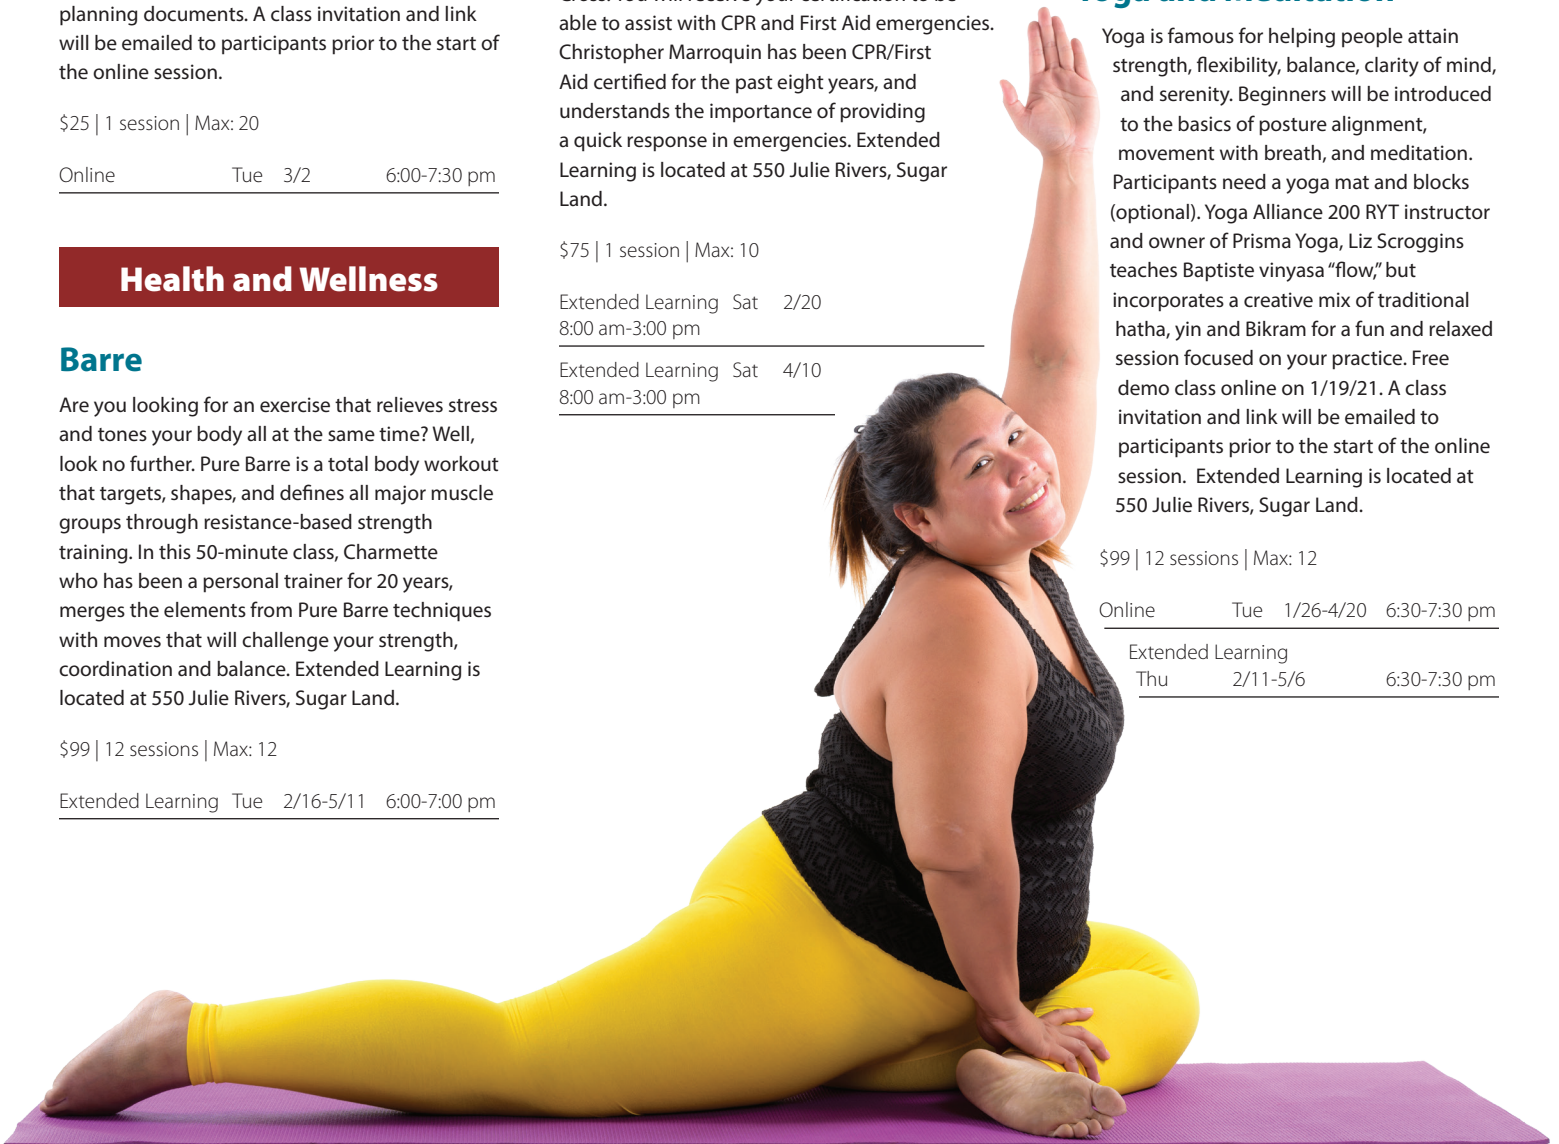 planning documents. A class invitation and link
will be emailed to participants prior to the start of
the online session.
$25 | 1 session | Max: 20
Online Tue 3/2 6:00-7:30 pm
Health and Wellness
Barre
Are you looking for an exercise that relieves stress
and tones your body all at the same time? Well,
look no further. Pure Barre is a total body workout
that targets, shapes, and defines all major muscle
groups through resistance-based strength
training. In this 50-minute class, Charmette
who has been a personal trainer for 20 years,
merges the elements from Pure Barre techniques
with moves that will challenge your strength,
coordination and balance. Extended Learning is
located at 550 Julie Rivers, Sugar Land.
$99 | 12 sessions | Max: 12
Extended Learning Tue 2/16-5/11 6:00-7:00 pm
able to assist with CPR and First Aid emergencies.
Christopher Marroquin has been CPR/First
Aid certified for the past eight years, and
understands the importance of providing
a quick response in emergencies. Extended
Learning is located at 550 Julie Rivers, Sugar
Land.
$75 | 1 session | Max: 10
Extended Learning Sat 2/20
8:00 am-3:00 pm
Extended Learning Sat 4/10
8:00 am-3:00 pm
Yoga and Meditation
Yoga is famous for helping people attain
strength, flexibility, balance, clarity of mind,
and serenity. Beginners will be introduced
to the basics of posture alignment,
movement with breath, and meditation.
Participants need a yoga mat and blocks
(optional). Yoga Alliance 200 RYT instructor
and owner of Prisma Yoga, Liz Scroggins
teaches Baptiste vinyasa “flow,” but
incorporates a creative mix of traditional
hatha, yin and Bikram for a fun and relaxed
session focused on your practice. Free
demo class online on 1/19/21. A class
invitation and link will be emailed to
participants prior to the start of the online
session. Extended Learning is located at
550 Julie Rivers, Sugar Land.
$99 | 12 sessions | Max: 12
Online Tue 1/26-4/20 6:30-7:30 pm
Extended Learning
Thu 2/11-5/6 6:30-7:30 pm